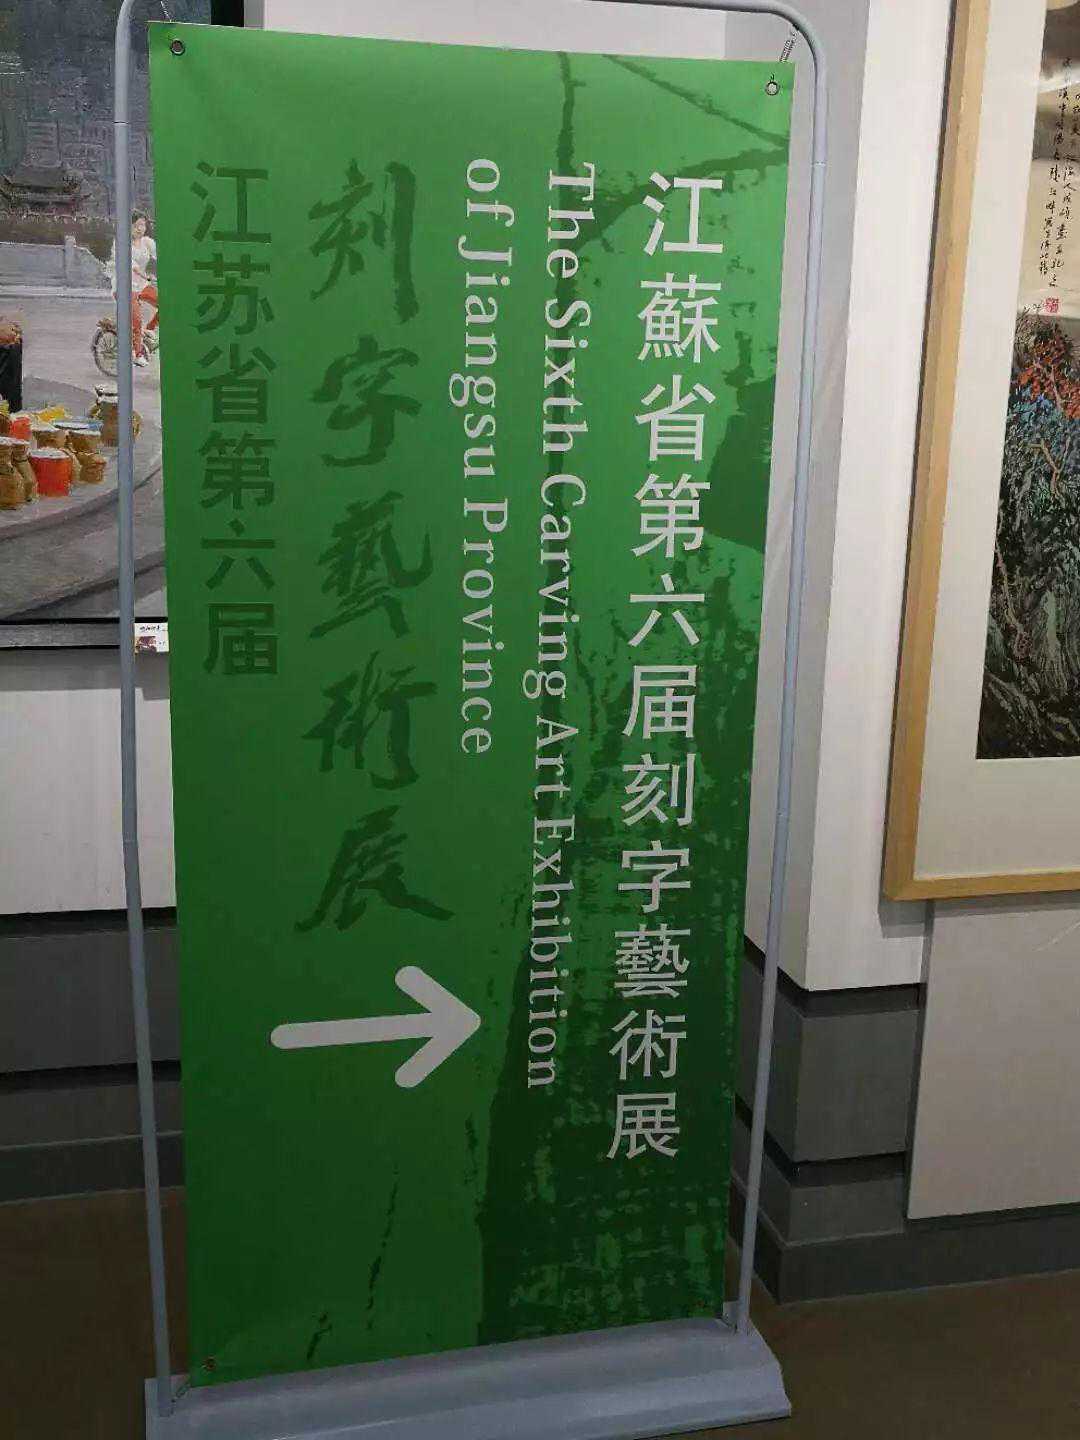 江蘇省第六届刻字藝術展
The Sixth Carving Art Exhibition
of Jiangsu Province
刻字藝術展
江苏省第六届